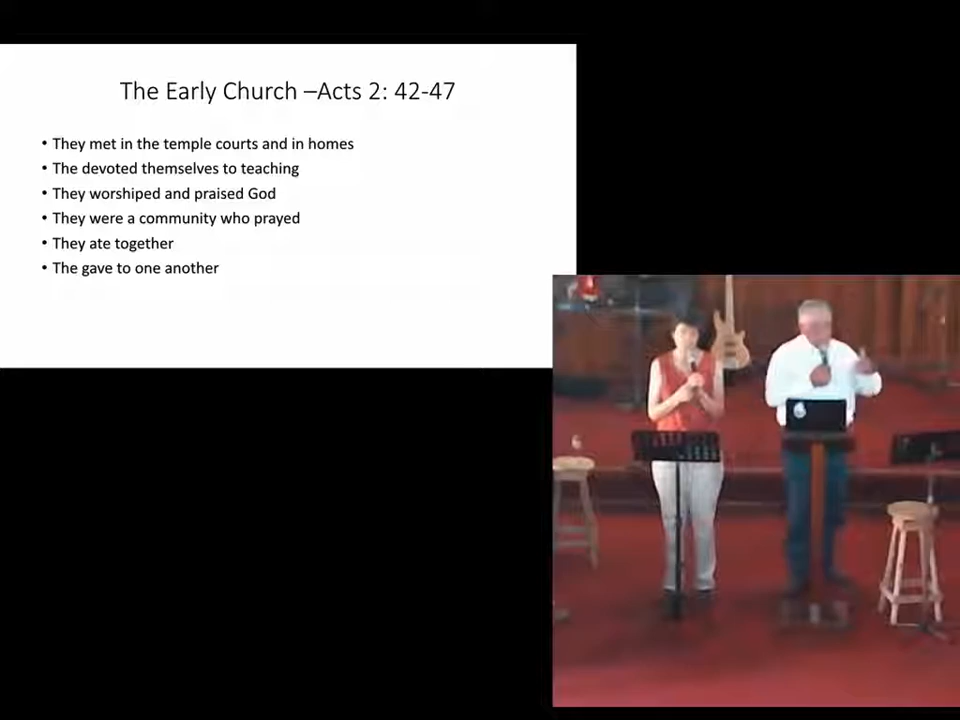 The Early Church –Acts 2: 42-47
• They met in the temple courts and in homes
• The devoted themselves to teaching
• They worshiped and praised God
• They were a community who prayed
• They ate together
• The gave to one another